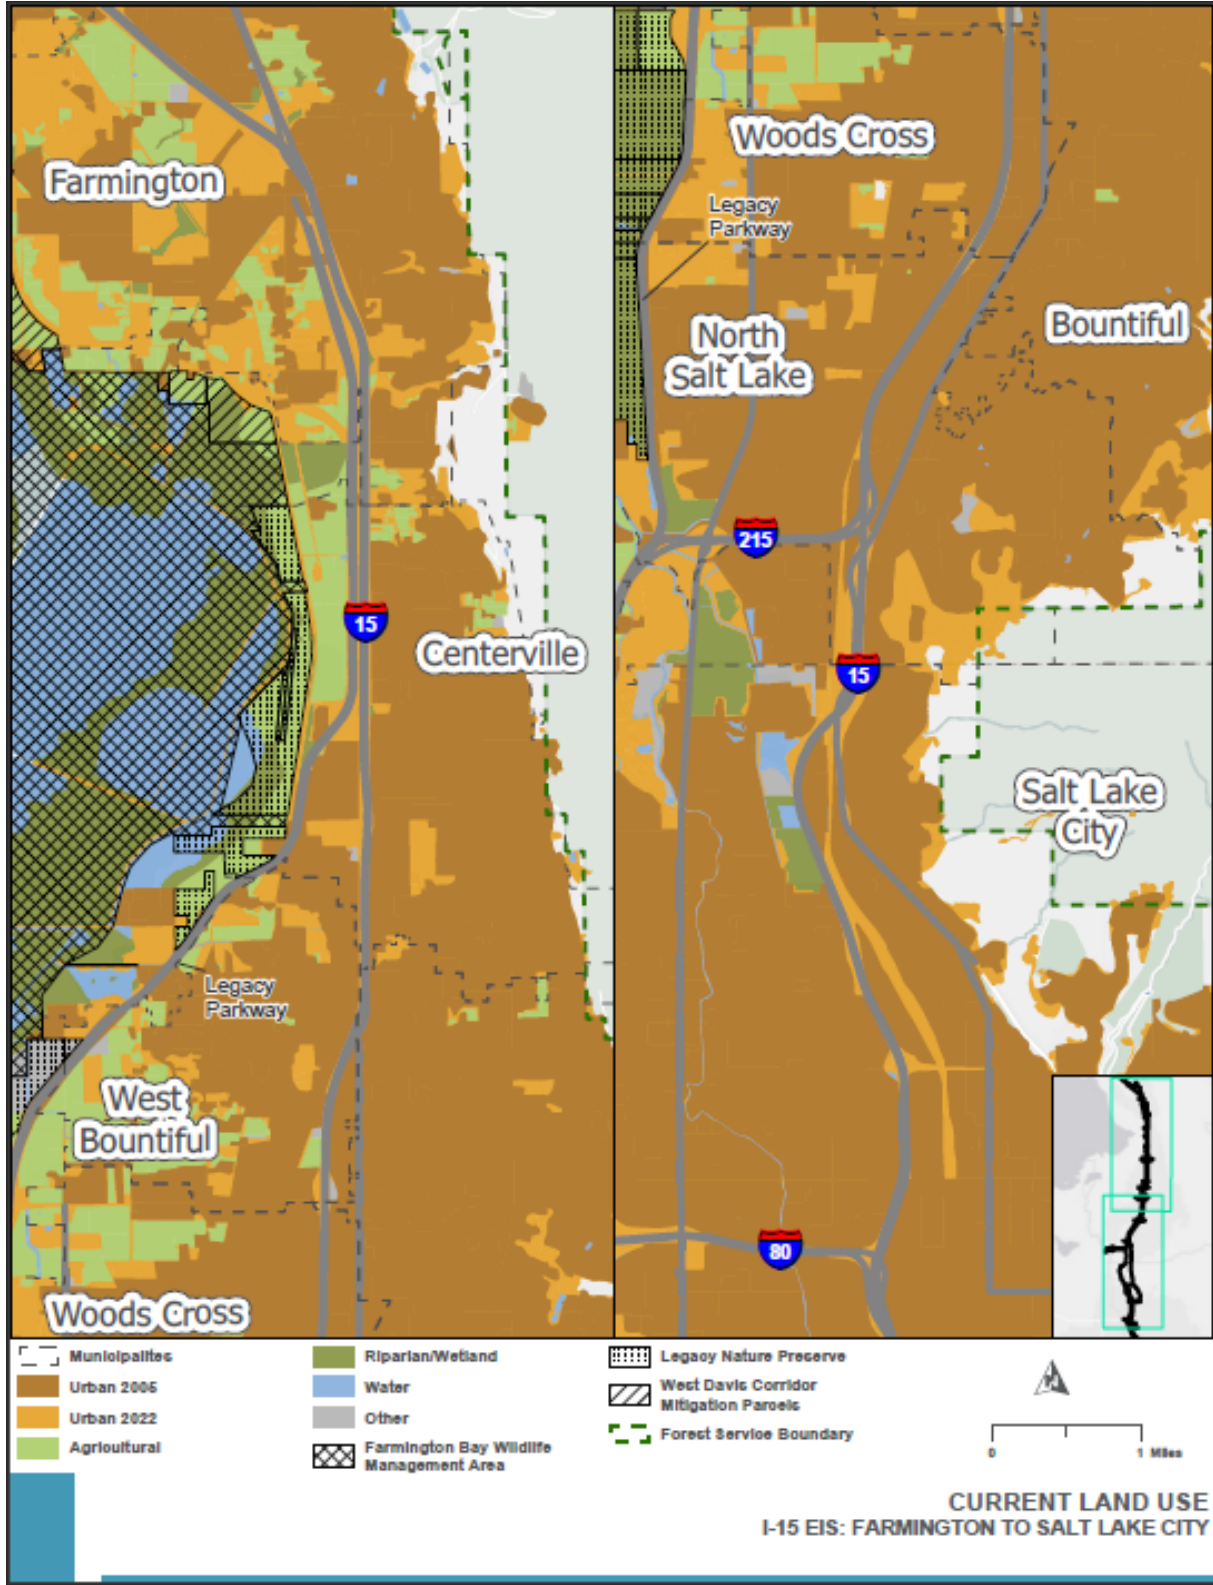 Farmington
Centerville
15
Legacy
Parkway
West
Bountiful
Woods Cross
Woods Cross
Legacy
Parkway
North
Salt Lake
Bountiful
215
15
Salt Lake
City
80
Municipalites
Urban 2005
Urban 2022
Agricultural
Riparian/Wetland
Water
Other
Farmington Bay Wildlife
Management Area
Legacy Nature Preserve
West Davis Corridor
Mitigation Parcels
Forest Service Boundary
N
0 1 Miles
CURRENT LAND USE
I-15 EIS: FARMINGTON TO SALT LAKE CITY